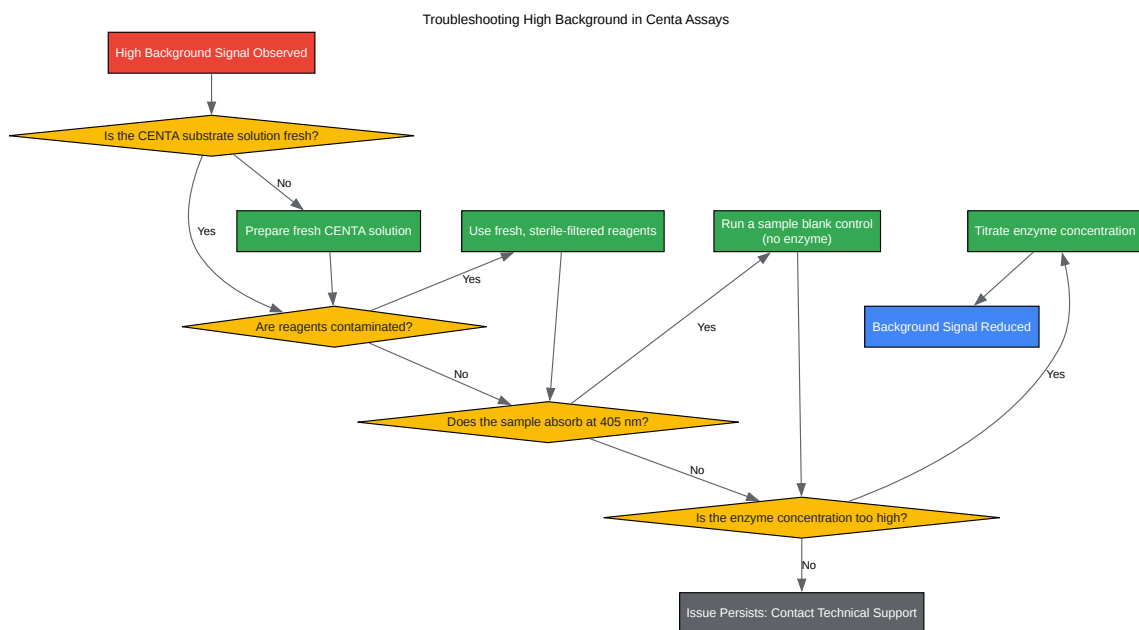 Troubleshooting High Background in Centa Assays
High Background Signal Observed
Is the CENTA substrate solution fresh?
No
Yes
Prepare fresh CENTA solution
Use fresh, sterile-filtered reagents
Run a sample blank control
(no enzyme)
Titrate enzyme concentration
Yes
Are reagents contaminated?
Yes
Background Signal Reduced
No
Yes
Does the sample absorb at 405 nm?
No
Is the enzyme concentration too high?
No
Issue Persists: Contact Technical Support